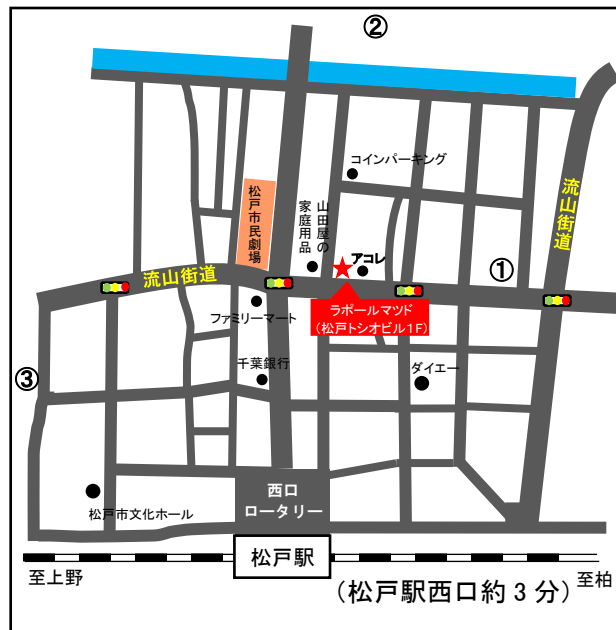 ②
コインパーキング
松戸市民劇場
山田屋の
家庭用品
アコレ
流山街道
①
流山街道
ラポールマツド
(松戸トシオビル1F)
ファミリーマート
千葉銀行
ダイエー
③
西口
ロータリー
松戸市文化ホール
松戸駅
至上野
(松戸駅西口約3分)
至柏